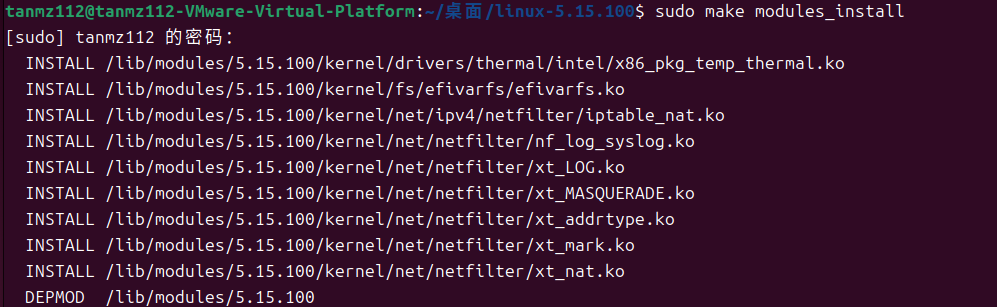 tanmz112@tanmz112-VMware-Virtual-Platform:~/桌面/linux-5.15.100$ sudo make modules_install
[sudo] tanmz112 的密码：
  INSTALL /lib/modules/5.15.100/kernel/drivers/thermal/intel/x86_pkg_temp_thermal.ko
  INSTALL /lib/modules/5.15.100/kernel/fs/efivarfs/efivarfs.ko
  INSTALL /lib/modules/5.15.100/kernel/net/ipv4/netfilter/iptable_nat.ko
  INSTALL /lib/modules/5.15.100/kernel/net/netfilter/nf_log_syslog.ko
  INSTALL /lib/modules/5.15.100/kernel/net/netfilter/xt_LOG.ko
  INSTALL /lib/modules/5.15.100/kernel/net/netfilter/xt_MASQUERADE.ko
  INSTALL /lib/modules/5.15.100/kernel/net/netfilter/xt_addrtype.ko
  INSTALL /lib/modules/5.15.100/kernel/net/netfilter/xt_mark.ko
  INSTALL /lib/modules/5.15.100/kernel/net/netfilter/xt_nat.ko
  DEPMOD  /lib/modules/5.15.100